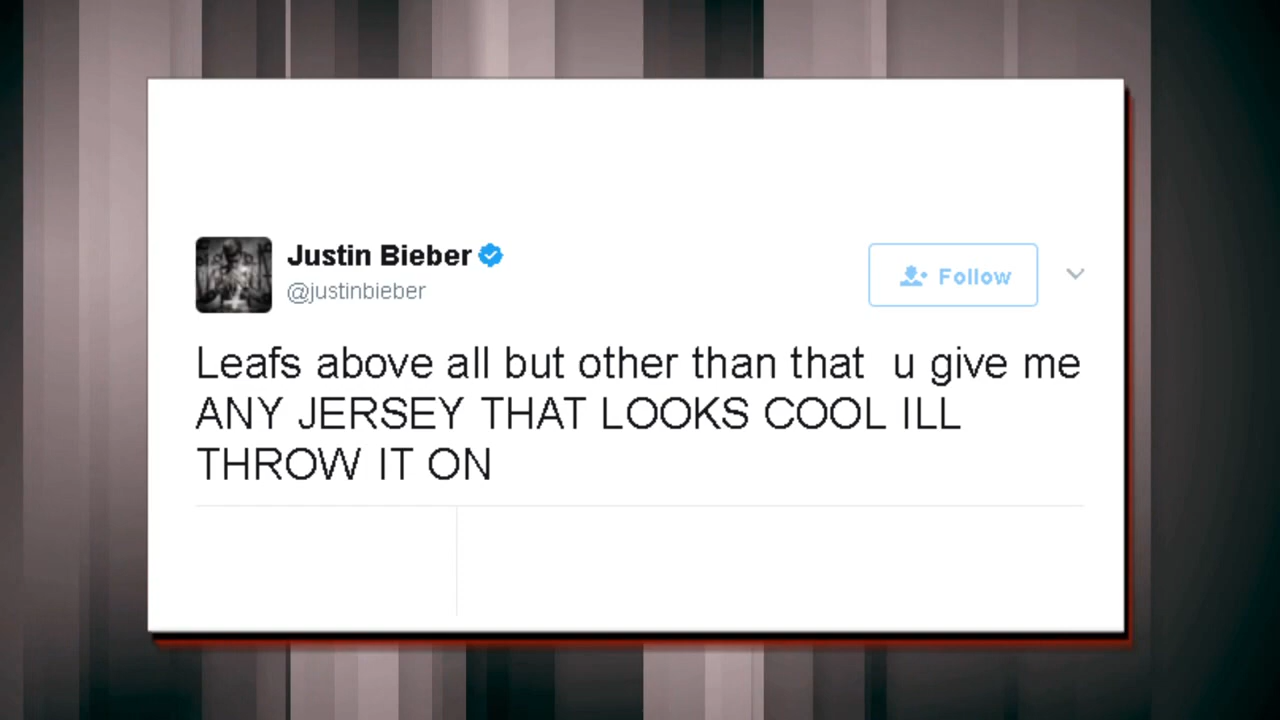 Justin Bieber
@justinbieber
Follow
Leafs above all but other than that  u give me
ANY JERSEY THAT LOOKS COOL ILL
THROW IT ON